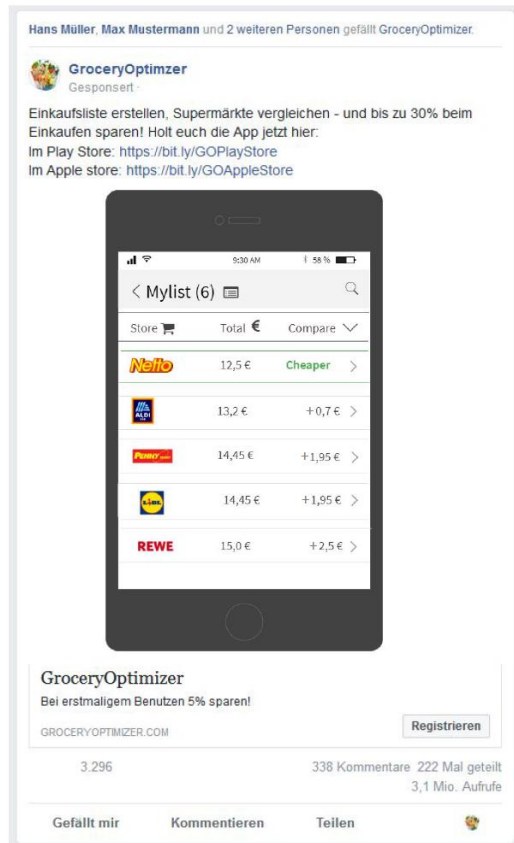 Hans Müller, Max Mustermann und 2 weiteren Personen gefällt GroceryOptimizer.
GroceryOptimzer
Gesponsert ·
Einkaufsliste erstellen, Supermärkte vergleichen - und bis zu 30% beim
Einkaufen sparen! Holt euch die App jetzt hier:
Im Play Store: https://bit.ly/GOPlayStore
Im Apple store: https://bit.ly/GOAppleStore
9:30 AM 58 %
< Mylist (6)
Store Total € Compare
Netto 12,5 € Cheaper >
ALDI 13,2 € +0,7 € >
PENNY 14,45 € +1,95 € >
LIDL 14,45 € +1,95 € >
REWE 15,0 € +2,5 € >
GroceryOptimizer
Bei erstmaligem Benutzen 5% sparen!
GROCERYOPTIMIZER.COM Registrieren
3.296 338 Kommentare 222 Mal geteilt
3,1 Mio. Aufrufe
Gefällt mir Kommentieren Teilen